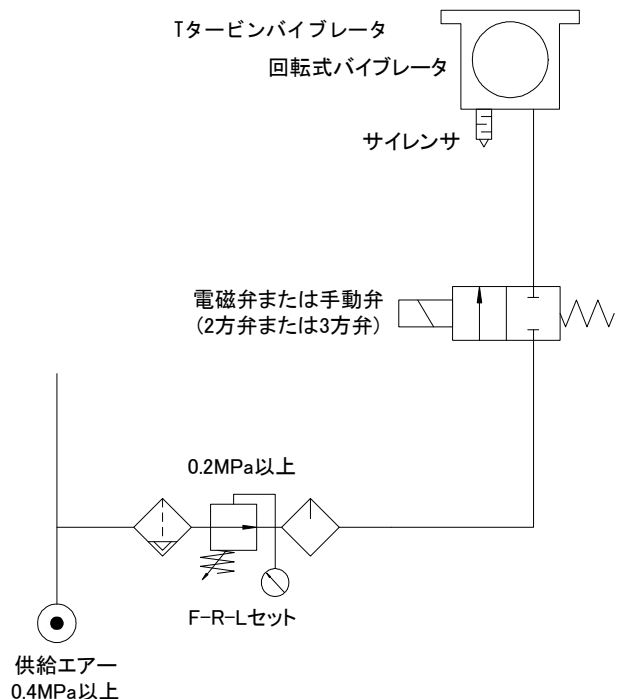 Tタービンバイブレータ
回転式バイブレータ
サイレンサ
電磁弁または手動弁
(2方弁または3方弁)
0.2MPa以上
F-R-Lセット
供給エアー
0.4MPa以上